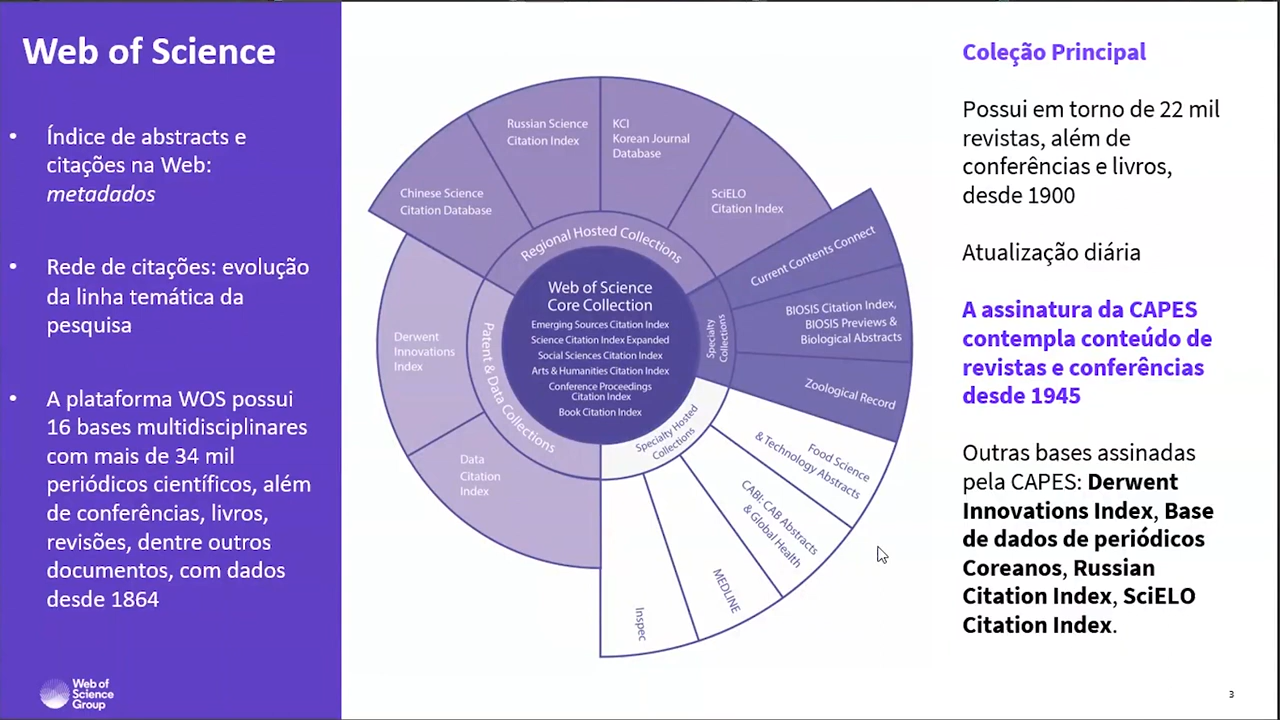 Web of Science
• Índice de abstracts e
citações na Web:
metadados
• Rede de citações: evolução
da linha temática da
pesquisa
• A plataforma WOS possui
16 bases multidisciplinares
com mais de 34 mil
periódicos científicos, além
de conferências, livros,
revisões, dentre outros
documentos, com dados
desde 1864
Web of
Science
Group
Chinese Science
Citation Database
Russian Science
Citation Index
KCI
Korean Journal
Database
SciELO
Citation Index
Regional Hosted Collections
Current Contents Connect
BIOSIS Citation Index,
BIOSIS Previews &
Biological Abstracts
Zoological Record
Specialty
Collections
Web of Science
Core Collection
Emerging Sources Citation Index
Science Citation Index Expanded
Social Sciences Citation Index
Arts & Humanities Citation Index
Conference Proceedings
Citation Index
Book Citation Index
Patent & Data Collections
Derwent
Innovations
Index
Data
Citation
Index
Specialty Hosted
Collections
Food Science
& Technology Abstracts
CABI: CAB Abstracts
& Global Health
MEDLINE
Inspec
Coleção Principal
Possui em torno de 22 mil
revistas, além de
conferências e livros,
desde 1900
Atualização diária
A assinatura da CAPES
contempla conteúdo de
revistas e conferências
desde 1945
Outras bases assinadas
pela CAPES: Derwent
Innovations Index, Base
de dados de periódicos
Coreanos, Russian
Citation Index, SciELO
Citation Index.
3